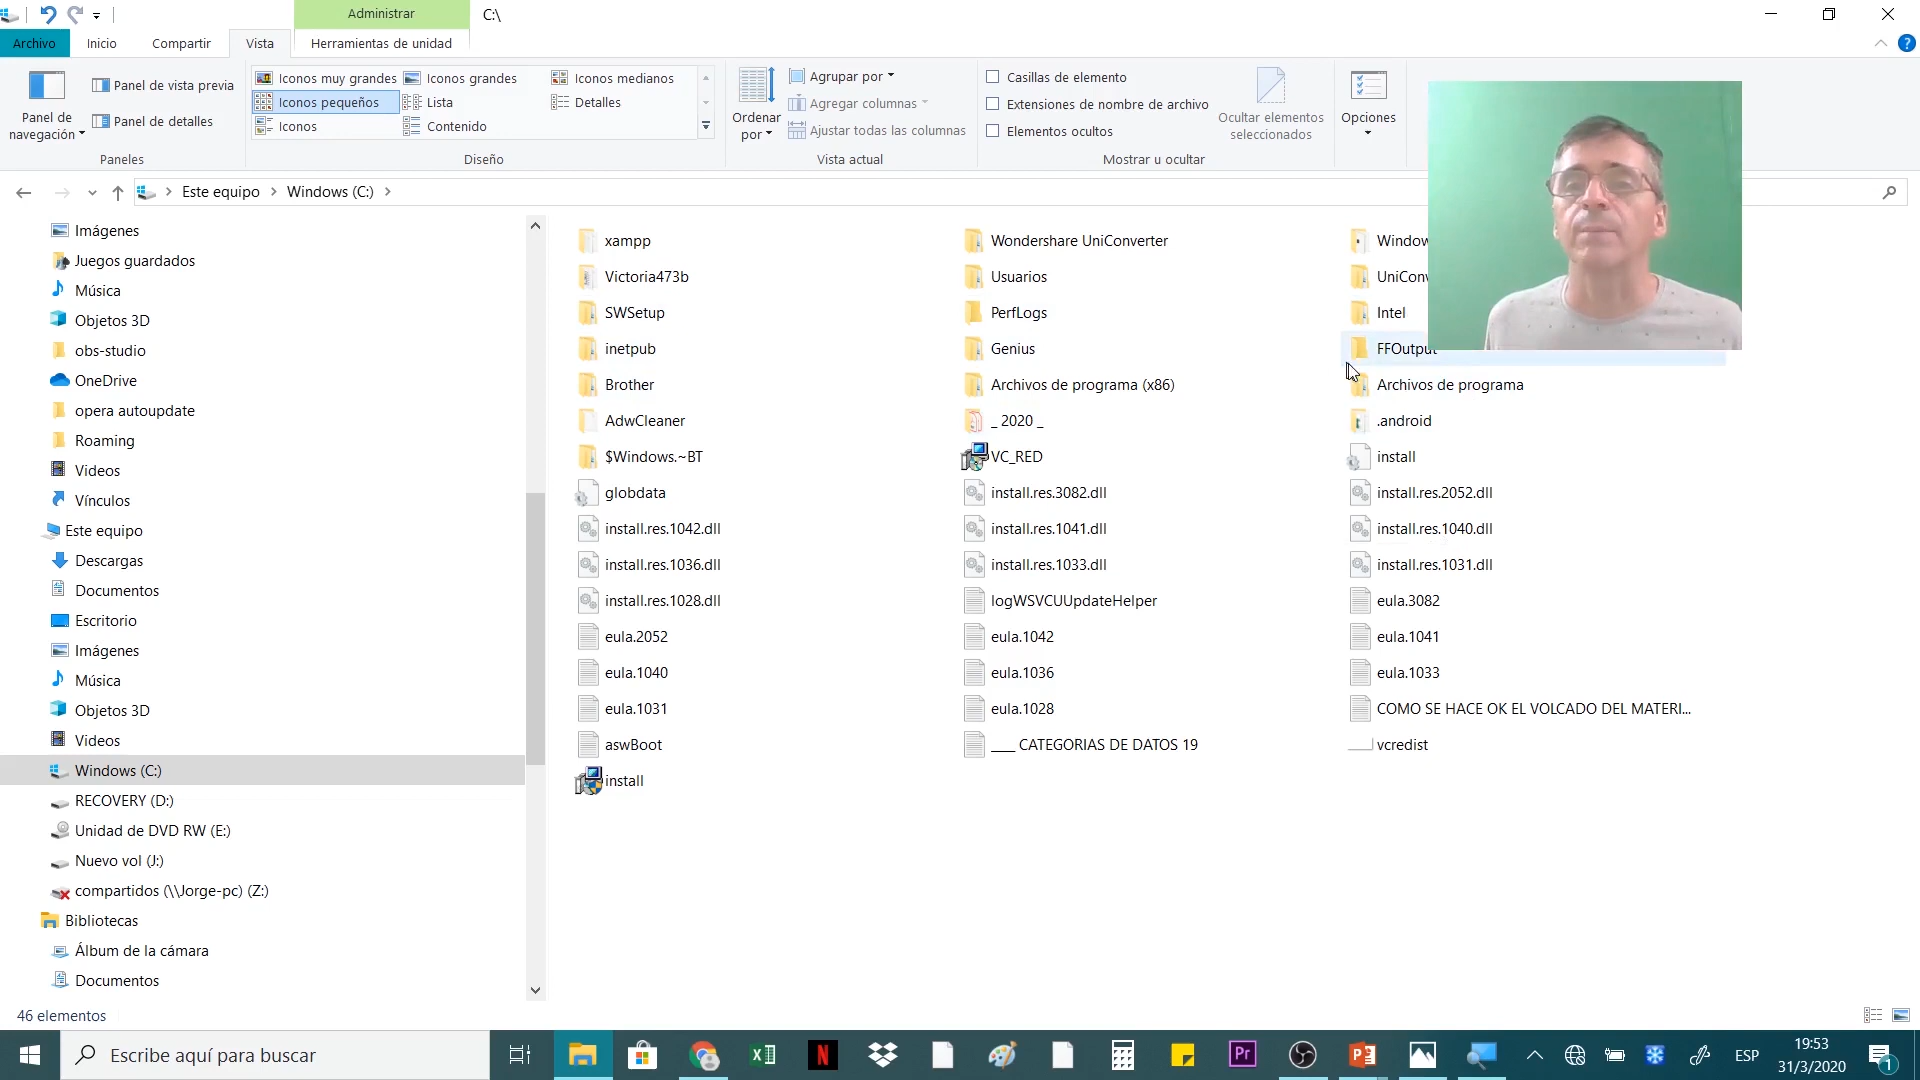 Administrar
C:\
Archivo
Inicio
Compartir
Vista
Herramientas de unidad
Panel de navegación
Panel de vista previa
Panel de detalles
Paneles
Iconos muy grandes
Iconos grandes
Iconos medianos
Iconos pequeños
Lista
Detalles
Iconos
Contenido
Diseño
Ordenar por
Agrupar por
Agregar columnas
Ajustar todas las columnas
Vista actual
Casillas de elemento
Extensiones de nombre de archivo
Elementos ocultos
Ocultar elementos seleccionados
Mostrar u ocultar
Opciones
Este equipo > Windows (C:) >
Imágenes
Juegos guardados
Música
Objetos 3D
obs-studio
OneDrive
opera autoupdate
Roaming
Videos
Vínculos
Este equipo
Descargas
Documentos
Escritorio
Imágenes
Música
Objetos 3D
Videos
Windows (C:)
RECOVERY (D:)
Unidad de DVD RW (E:)
Nuevo vol (J:)
compartidos (\\Jorge-pc) (Z:)
Bibliotecas
Álbum de la cámara
Documentos
xampp
Wondershare UniConverter
Window
Victoria473b
Usuarios
UniConv
SWSetup
PerfLogs
Intel
inetpub
Genius
FFOutput
Brother
Archivos de programa (x86)
Archivos de programa
AdwCleaner
_ 2020 _
.android
$Windows.~BT
VC_RED
install
globdata
install.res.3082.dll
install.res.2052.dll
install.res.1042.dll
install.res.1041.dll
install.res.1040.dll
install.res.1036.dll
install.res.1033.dll
install.res.1031.dll
install.res.1028.dll
logWSVCUUpdateHelper
eula.3082
eula.2052
eula.1042
eula.1041
eula.1040
eula.1036
eula.1033
eula.1031
eula.1028
COMO SE HACE OK EL VOLCADO DEL MATERI...
aswBoot
___ CATEGORIAS DE DATOS 19
vcredist
install
46 elementos
Escribe aquí para buscar
ESP
19:53
31/3/2020
1